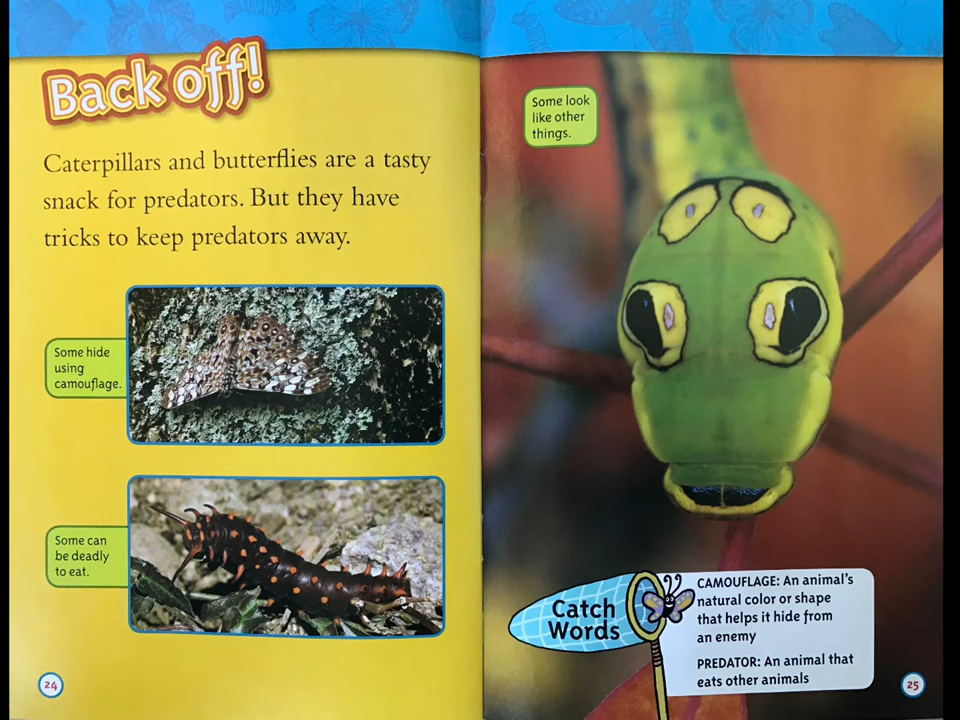 Back off!
Caterpillars and butterflies are a tasty
snack for predators. But they have
tricks to keep predators away.
Some hide
using
camouflage.
Some can
be deadly
to eat.
24
Some look
like other
things.
Catch
Words
CAMOUFLAGE: An animal's
natural color or shape
that helps it hide from
an enemy
PREDATOR: An animal that
eats other animals
25